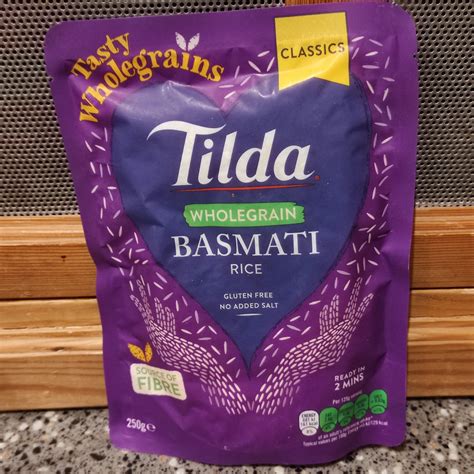 Tasty
Wholegrains
CLASSICS
Tilda
WHOLEGRAIN
BASMATI
RICE
GLUTEN FREE
NO ADDED SALT
SOURCE OF
FIBRE
250g e
READY IN
2 MINS